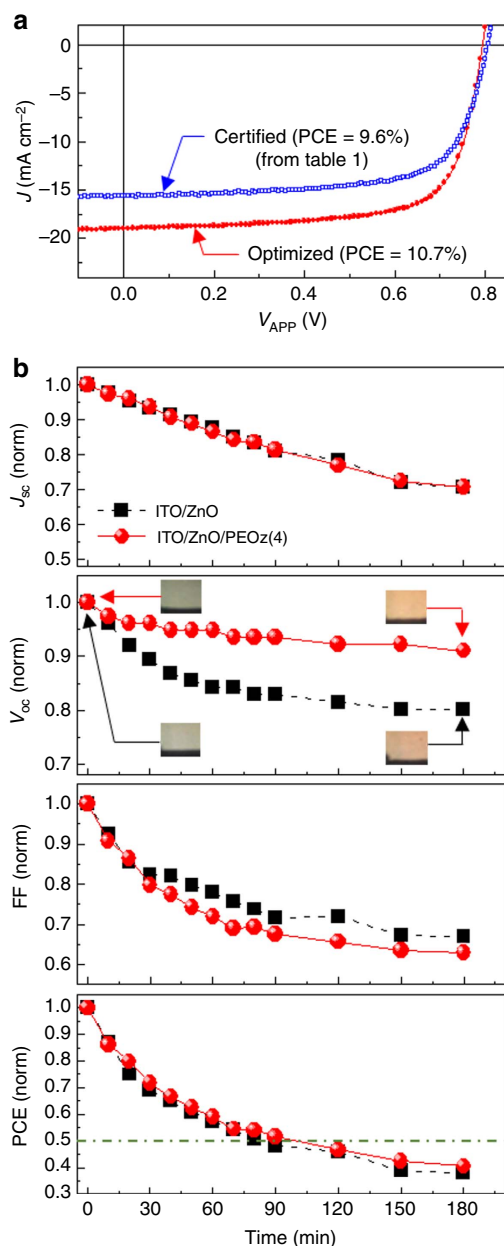 a
0
−5
−10
−15
−20
J (mA cm⁻²)
Certified (PCE = 9.6%)
(from table 1)
Optimized (PCE = 10.7%)
0.0 0.2 0.4 0.6 0.8
V_APP (V)
b
1.0
0.9
0.8
0.7
0.6
0.5
J_sc (norm)
ITO/ZnO
ITO/ZnO/PEOz(4)
1.0
0.9
0.8
0.7
V_oc (norm)
1.0
0.9
0.8
0.7
0.6
FF (norm)
1.0
0.9
0.8
0.7
0.6
0.5
0.4
0.3
PCE (norm)
0 30 60 90 120 150 180
Time (min)